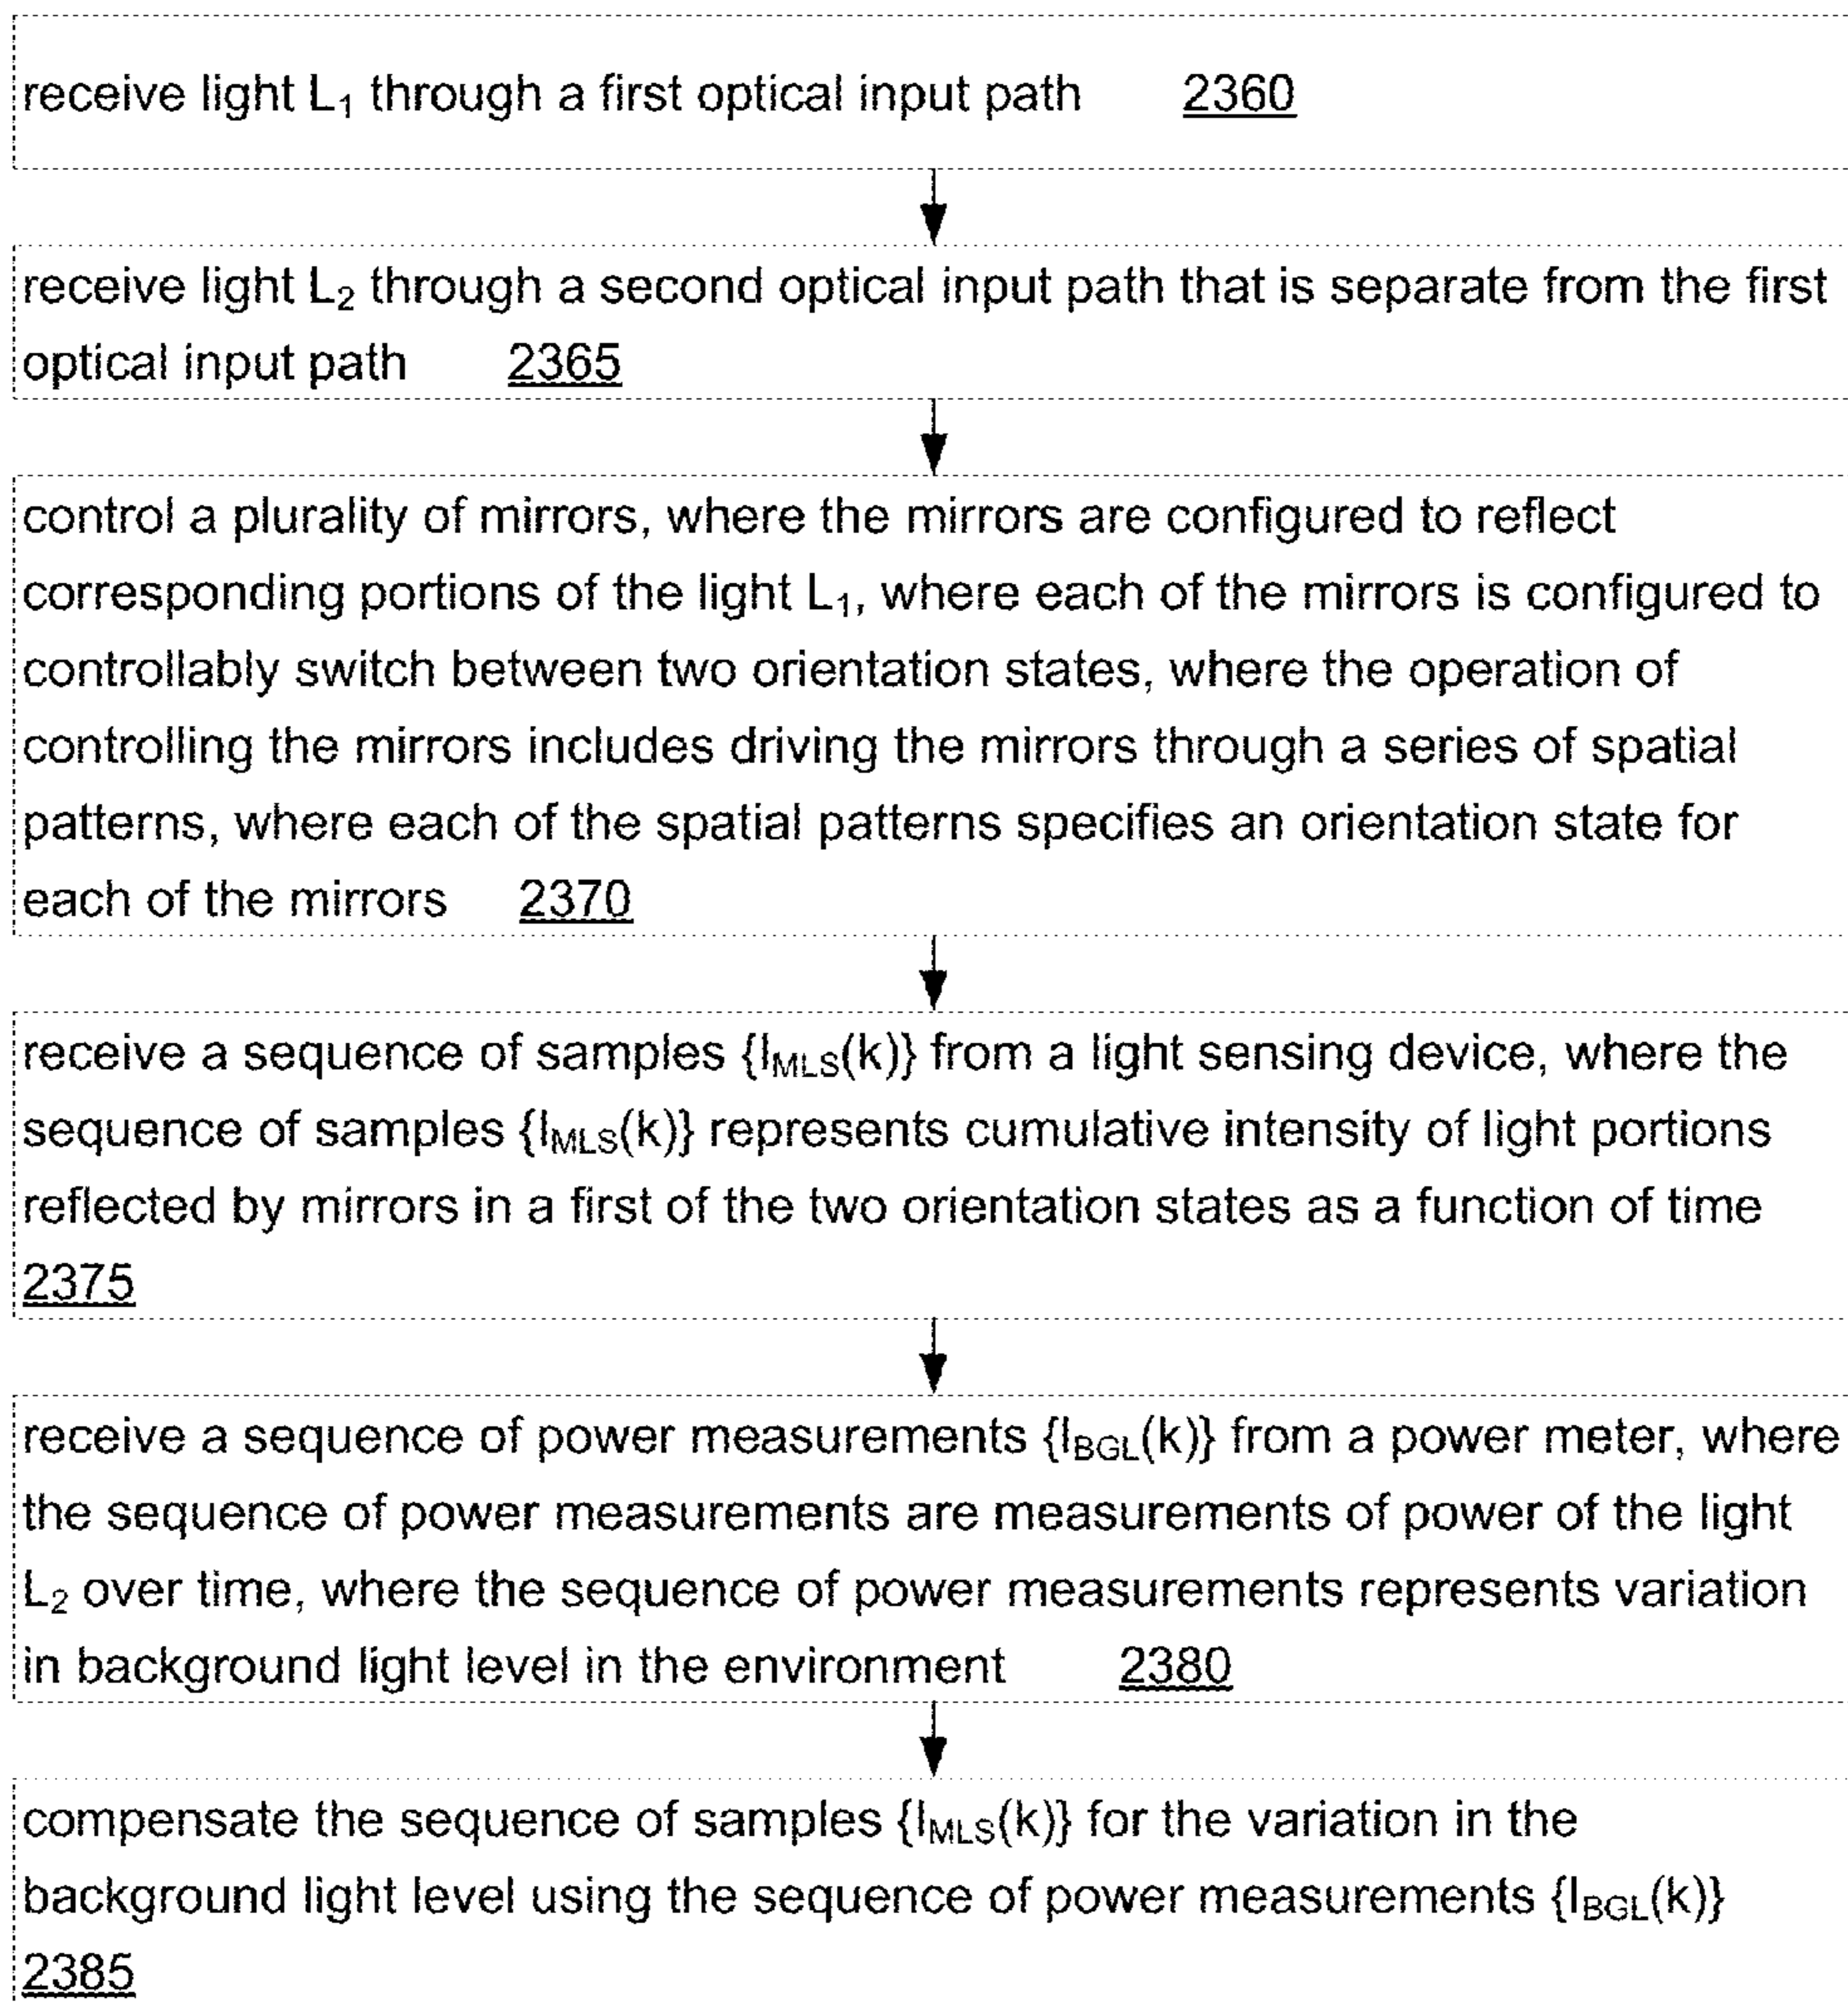 receive light L₁ through a first optical input path 2360
receive light L₂ through a second optical input path that is separate from the first
optical input path 2365
control a plurality of mirrors, where the mirrors are configured to reflect
corresponding portions of the light L₁, where each of the mirrors is configured to
controllably switch between two orientation states, where the operation of
controlling the mirrors includes driving the mirrors through a series of spatial
patterns, where each of the spatial patterns specifies an orientation state for
each of the mirrors 2370
receive a sequence of samples {I_MLS(k)} from a light sensing device, where the
sequence of samples {I_MLS(k)} represents cumulative intensity of light portions
reflected by mirrors in a first of the two orientation states as a function of time
2375
receive a sequence of power measurements {I_BGL(k)} from a power meter, where
the sequence of power measurements are measurements of power of the light
L₂ over time, where the sequence of power measurements represents variation
in background light level in the environment 2380
compensate the sequence of samples {I_MLS(k)} for the variation in the
background light level using the sequence of power measurements {I_BGL(k)}
2385